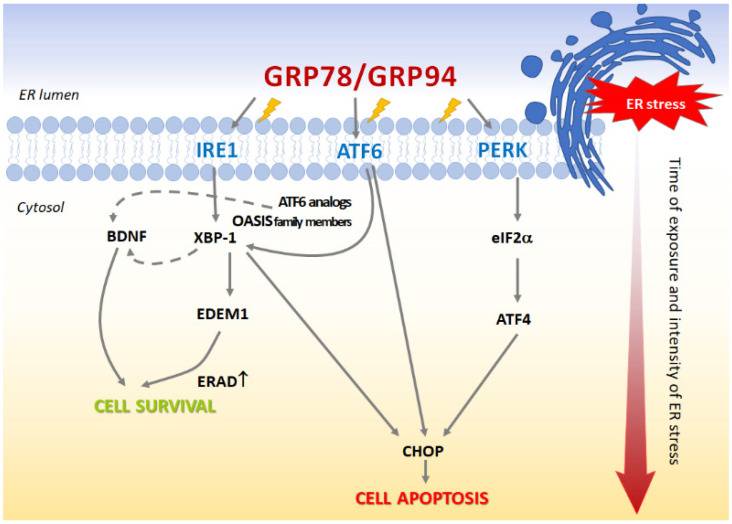 GRP78/GRP94
ER lumen
ER stress
IRE1
ATF6
PERK
Cytosol
ATF6 analogs
OASIS family members
BDNF
XBP-1
eIF2α
EDEM1
ATF4
ERAD↑
CELL SURVIVAL
CHOP
CELL APOPTOSIS
Time of exposure and intensity of ER stress